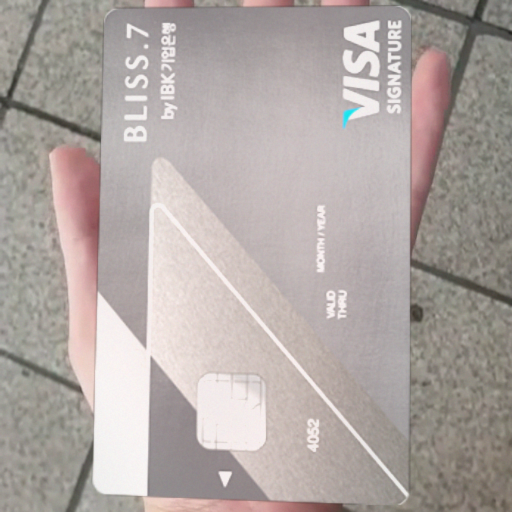 BLISS.7
by IBK기업은행
4052
VALID
THRU
MONTH / YEAR
VISA
SIGNATURE